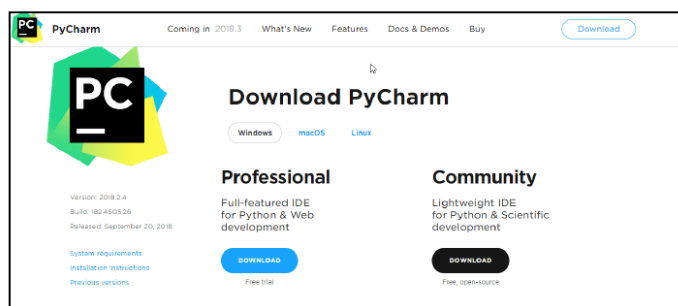 PC PyCharm Coming in 2018.3 What's New Features Docs & Demos Buy Download
PC
Download PyCharm
Windows macOS Linux
Professional
Full-featured IDE
for Python & Web
development
DOWNLOAD
Free trial
Community
Lightweight IDE
for Python & Scientific
development
DOWNLOAD
Free, open-source
Version: 2018.2.4
Build: 182.4505.26
Released: September 20, 2018
System requirements
Installation Instructions
Previous versions